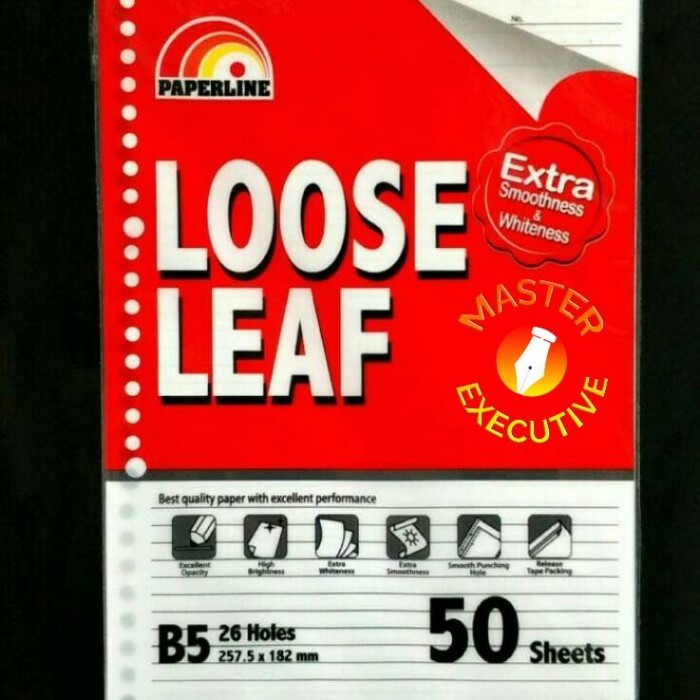 No.
PAPERLINE
LOOSE
LEAF
Extra
Smoothness
&
Whiteness
MASTER
EXECUTIVE
Best quality paper with excellent performance
Excellent
Opacity
High
Brightness
Extra
Whiteness
Extra
Smoothness
Smooth Punching
Hole
Release
Tape Packing
B5
26 Holes
257.5 x 182 mm
50 Sheets